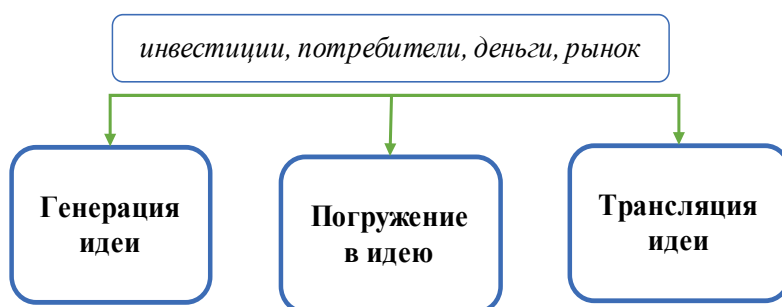 инвестиции, потребители, деньги, рынок
Генерация
идеи
Погружение
в идею
Трансляция
идеи